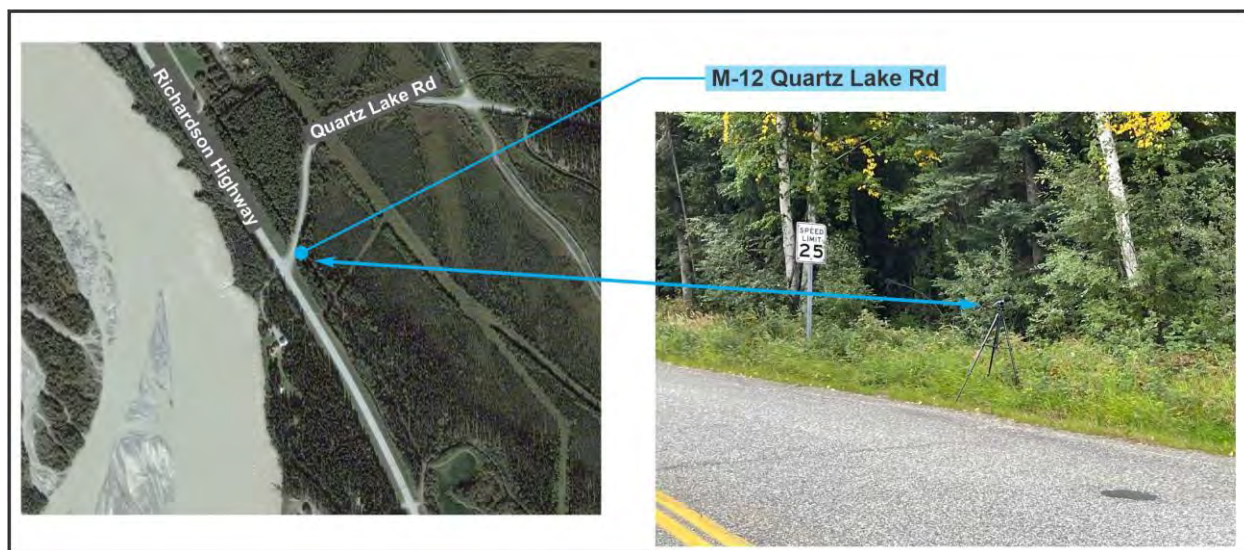 Richardson Highway
Quartz Lake Rd
M-12 Quartz Lake Rd
SPEED
LIMIT
25